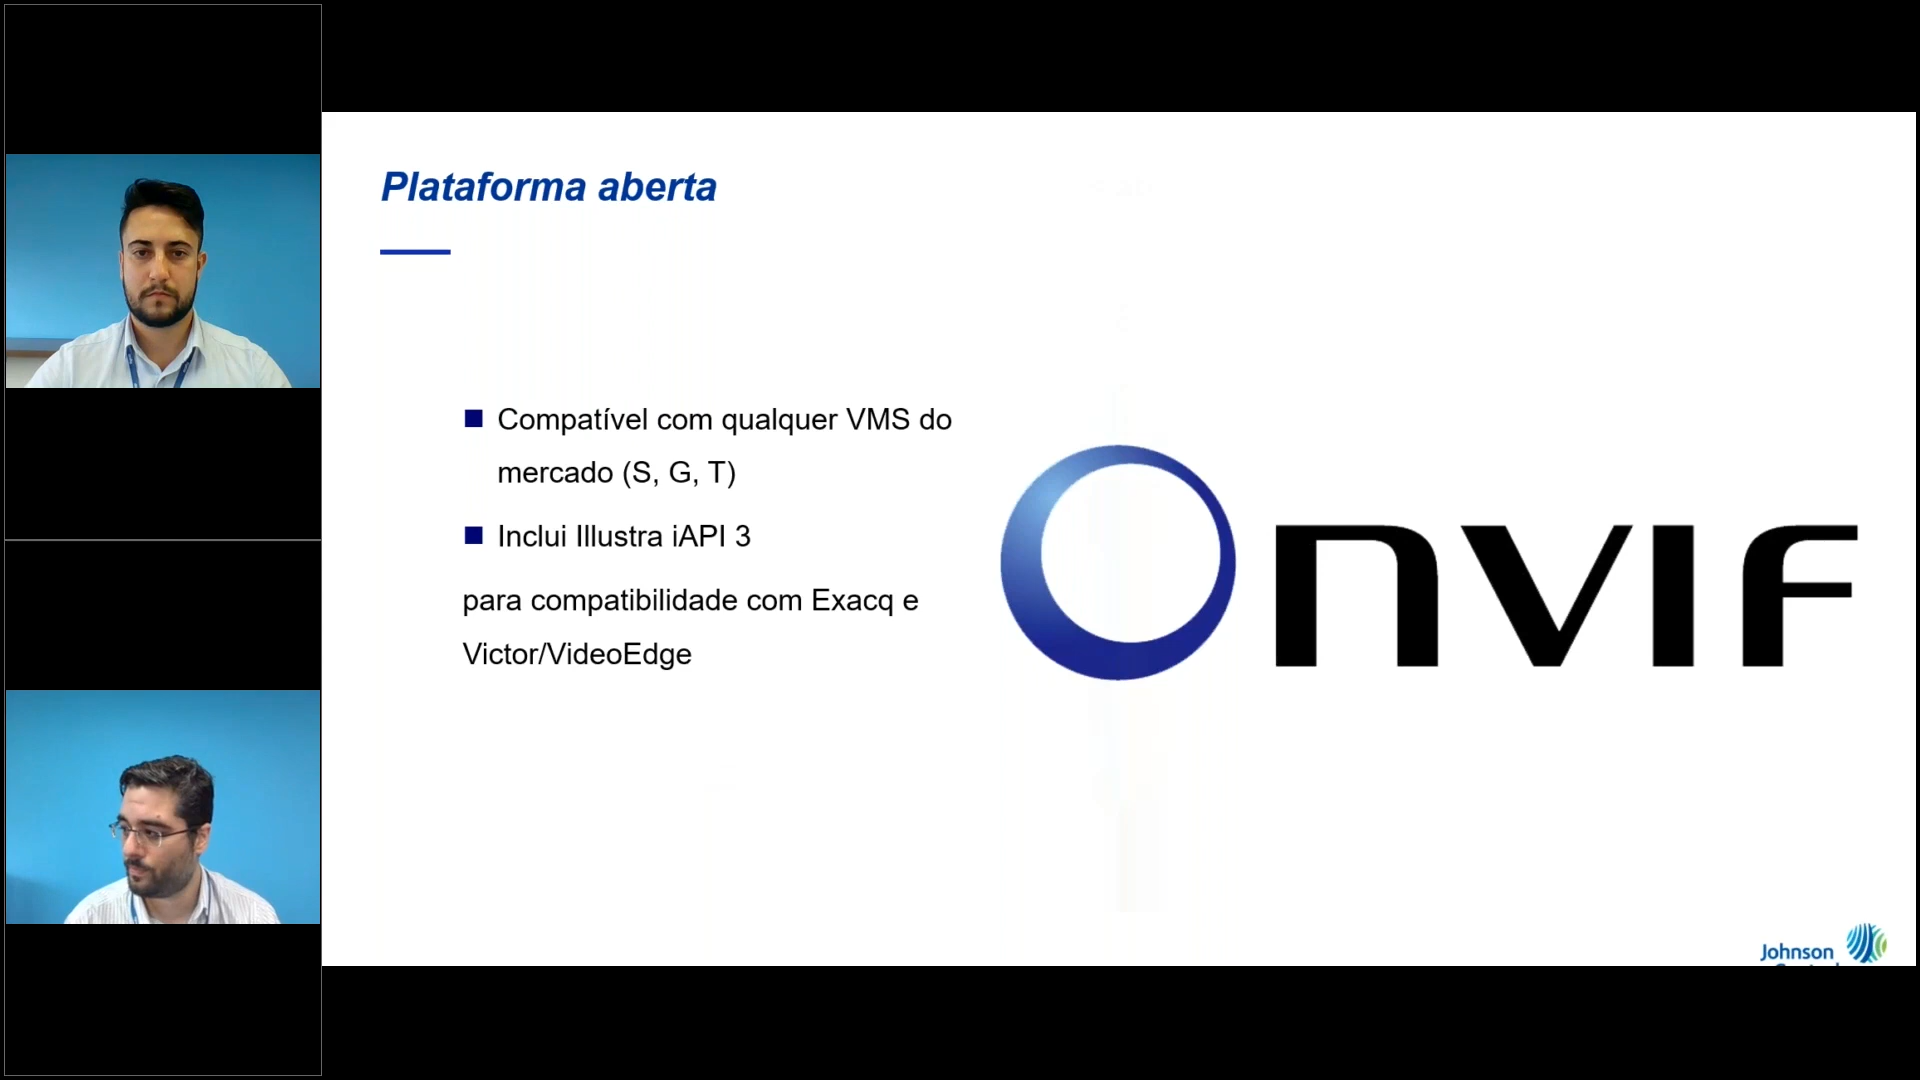 Plataforma aberta
Compatível com qualquer VMS do
mercado (S, G, T)
Inclui Illustra iAPI 3
para compatibilidade com Exacq e
Victor/VideoEdge
ONVIF
Johnson